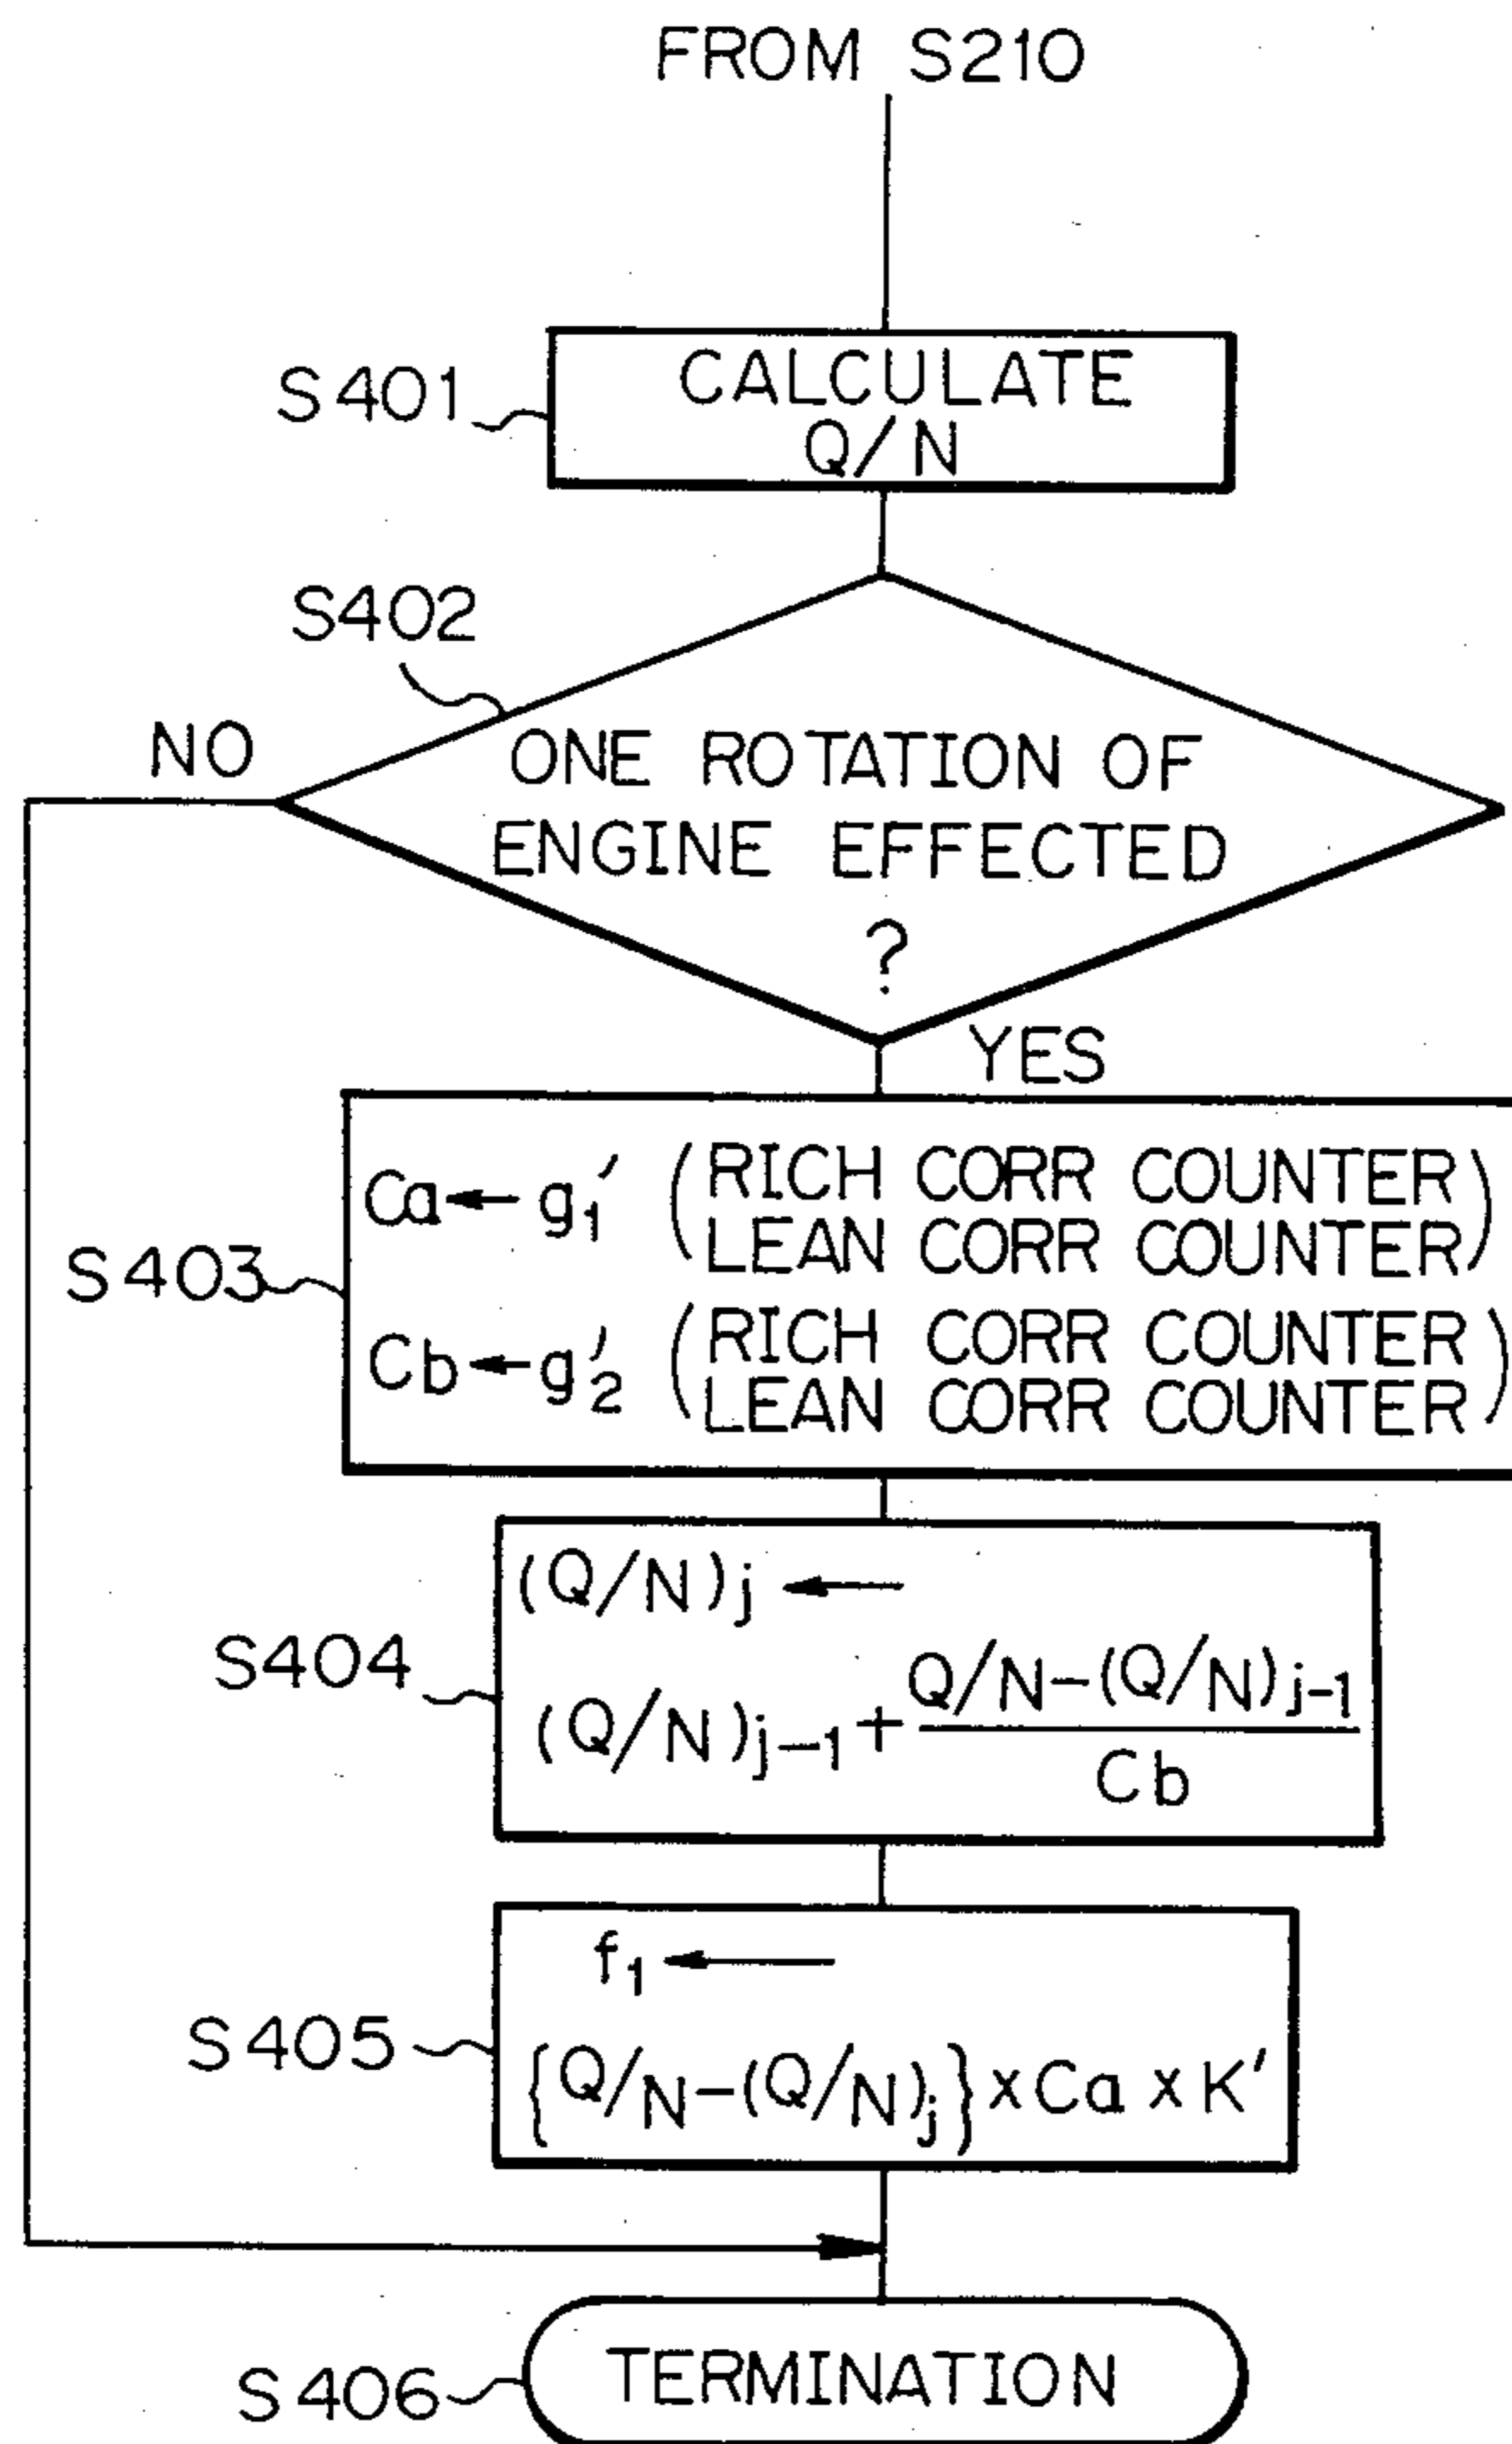 FROM S210
S401
CALCULATE
Q/N
S402
NO
ONE ROTATION OF
ENGINE EFFECTED
?
YES
S403
Ca ← g₁′ (RICH CORR COUNTER)
(LEAN CORR COUNTER)
Cb ← g₂′ (RICH CORR COUNTER)
(LEAN CORR COUNTER)
S404
(Q/N)j ←
(Q/N)j-1 + Q/N-(Q/N)j-1
Cb
S405
f₁ ←
{Q/N-(Q/N)j} x Ca x K′
S406
TERMINATION